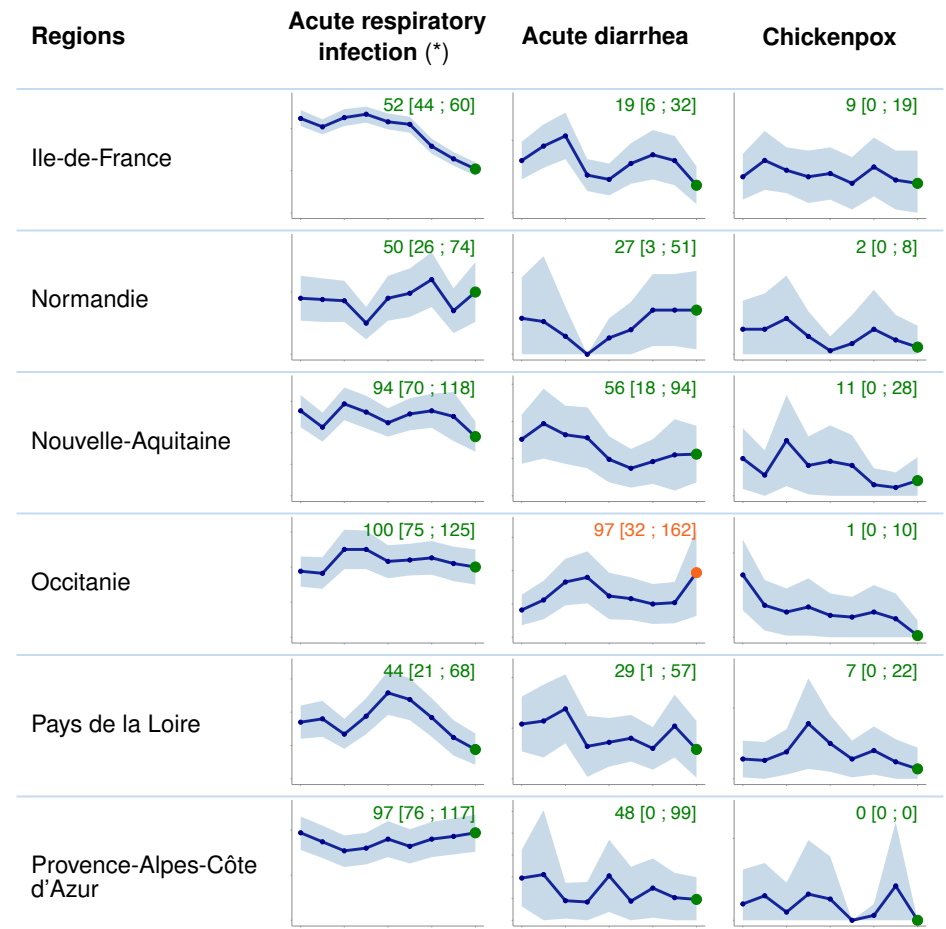 Regions
Acute respiratory
infection (*)
Acute diarrhea
Chickenpox
Ile-de-France
52 [44 ; 60]
19 [6 ; 32]
9 [0 ; 19]
Normandie
50 [26 ; 74]
27 [3 ; 51]
2 [0 ; 8]
Nouvelle-Aquitaine
94 [70 ; 118]
56 [18 ; 94]
11 [0 ; 28]
Occitanie
100 [75 ; 125]
97 [32 ; 162]
1 [0 ; 10]
Pays de la Loire
44 [21 ; 68]
29 [1 ; 57]
7 [0 ; 22]
Provence-Alpes-Côte
d'Azur
97 [76 ; 117]
48 [0 ; 99]
0 [0 ; 0]